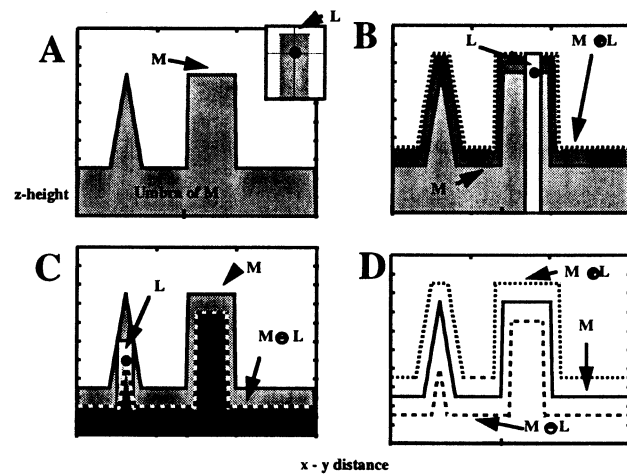 A
L
M
Umbra of M
z-height
B
L
M ⊕L
M
C
L
M
M⊖L
D
M ⊕L
M
M ⊖L
x - y distance